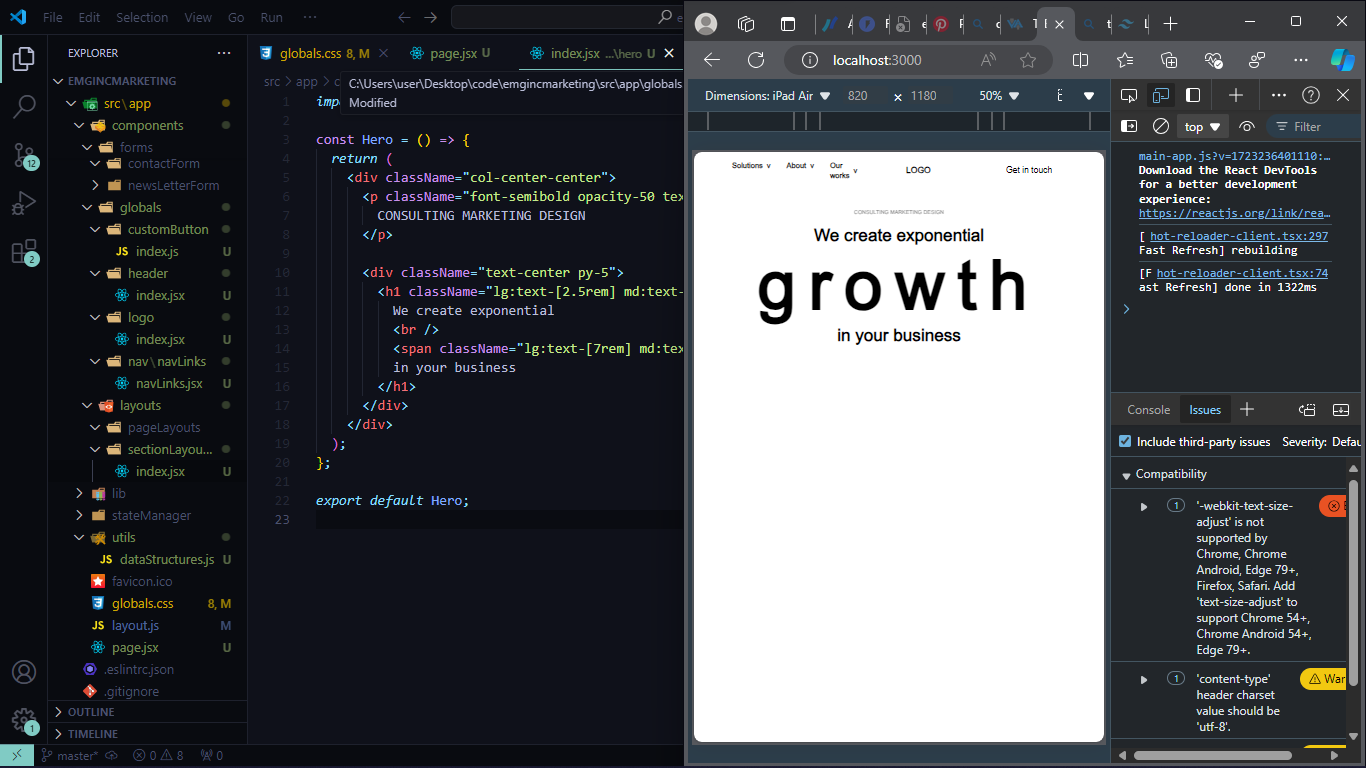 File Edit Selection View Go Run ···
EXPLORER ···
EMGINCMARKETING
src\app
components
forms
contactForm
newsLetterForm
globals
customButton
JS index.js U
header
index.jsx U
logo
index.jsx U
nav\navLinks
navLinks.jsx U
layouts
pageLayouts
sectionLayou...
index.jsx U
lib
stateManager
utils
JS dataStructures.js U
favicon.ico
globals.css 8, M
JS layout.js M
page.jsx U
.eslintrc.json
.gitignore
OUTLINE
TIMELINE
12
2
1
master* 0 8 0
globals.css 8, M page.jsx U index.jsx ...\hero U
src > app > c
C:\Users\user\Desktop\code\emgincmarketing\src\app\globals
Modified
1 impo
2
3 const Hero = () => {
4 return (
5 <div className="col-center-center">
6 <p className="font-semibold opacity-50 tex
7 CONSULTING MARKETING DESIGN
8 </p>
9
10 <div className="text-center py-5">
11 <h1 className="lg:text-[2.5rem] md:text-
12 We create exponential
13 <br />
14 <span className="lg:text-[7rem] md:tex
15 in your business
16 </h1>
17 </div>
18 </div>
19 );
20 };
21
22 export default Hero;
23
localhost:3000
Dimensions: iPad Air 820 × 1180 50%
Solutions v About v Our works v LOGO Get in touch
CONSULTING MARKETING DESIGN
We create exponential
growth
in your business
top Filter
main-app.js?v=1723236401110:…
Download the React DevTools
for a better development
experience:
https://reactjs.org/link/rea…
[ hot-reloader-client.tsx:297
Fast Refresh] rebuilding
[F hot-reloader-client.tsx:74
ast Refresh] done in 1322ms
Console Issues
Include third-party issues Severity: Defau
Compatibility
1 '-webkit-text-size-
adjust' is not
supported by
Chrome, Chrome
Android, Edge 79+,
Firefox, Safari. Add
'text-size-adjust' to
support Chrome 54+,
Chrome Android 54+,
Edge 79+.
1 'content-type' War
header charset
value should be
'utf-8'.